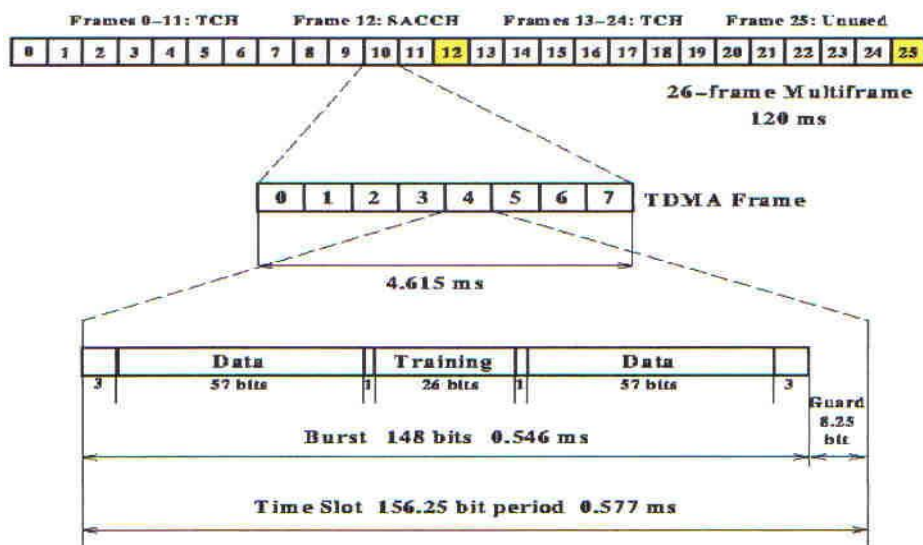 Frames 0-11: TCH Frame 12: SACCH Frames 13-24: TCH Frame 25: Unused
0 1 2 3 4 5 6 7 8 9 10 11 12 13 14 15 16 17 18 19 20 21 22 23 24 25
26-frame Multiframe
120 ms
0 1 2 3 4 5 6 7 TDMA Frame
4.615 ms
Data Training Data
3 57 bits 1 26 bits 1 57 bits 3
Guard
8.25
bit
Burst 148 bits 0.546 ms
Time Slot 156.25 bit period 0.577 ms